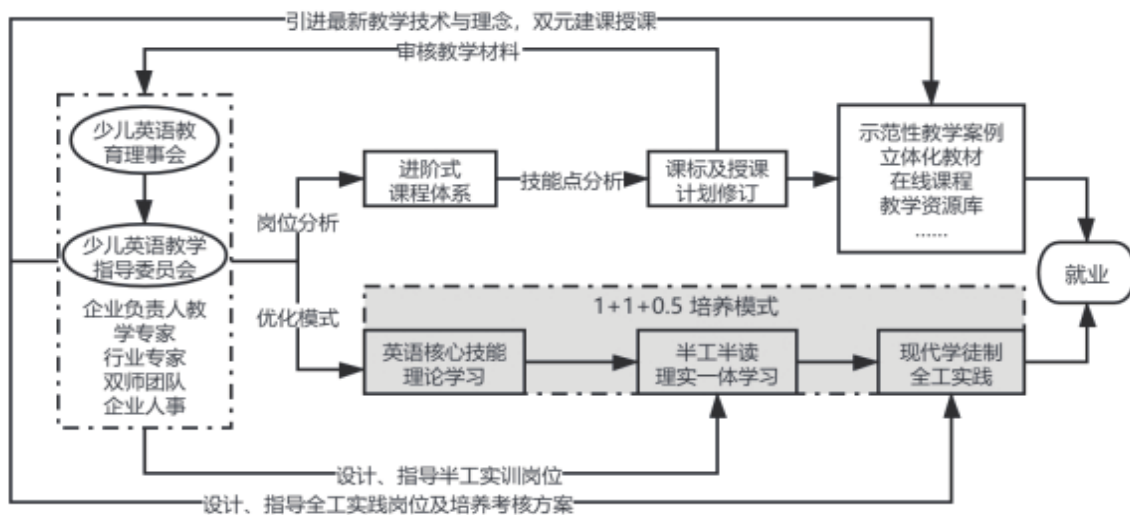 引进最新教学技术与理念，双元建课授课
审核教学材料
少儿英语教
育理事会
少儿英语教学
指导委员会
企业负责人教
学专家
行业专家
双师团队
企业人事
岗位分析
优化模式
进阶式
课程体系
技能点分析
课标及授课
计划修订
示范性教学案例
立体化教材
在线课程
教学资源库
……
就业
1+1+0.5 培养模式
英语核心技能
理论学习
半工半读
理实一体学习
现代学徒制
全工实践
设计、指导半工实训岗位
设计、指导全工实践岗位及培养考核方案